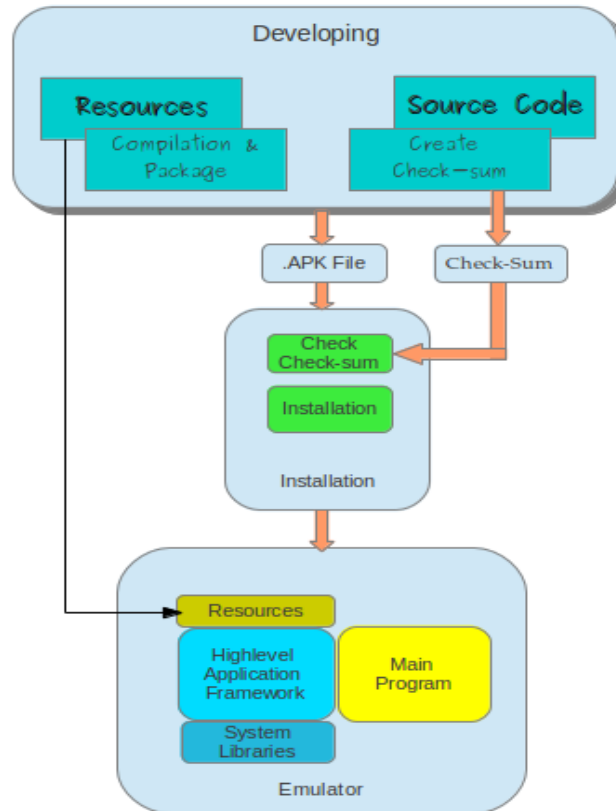 Developing
Resources
Compilation &
Package
Source Code
Create
Check-sum
.APK File
Check-Sum
Check
Check-sum
Installation
Installation
Resources
Highlevel
Application
Framework
Main
Program
System
Libraries
Emulator